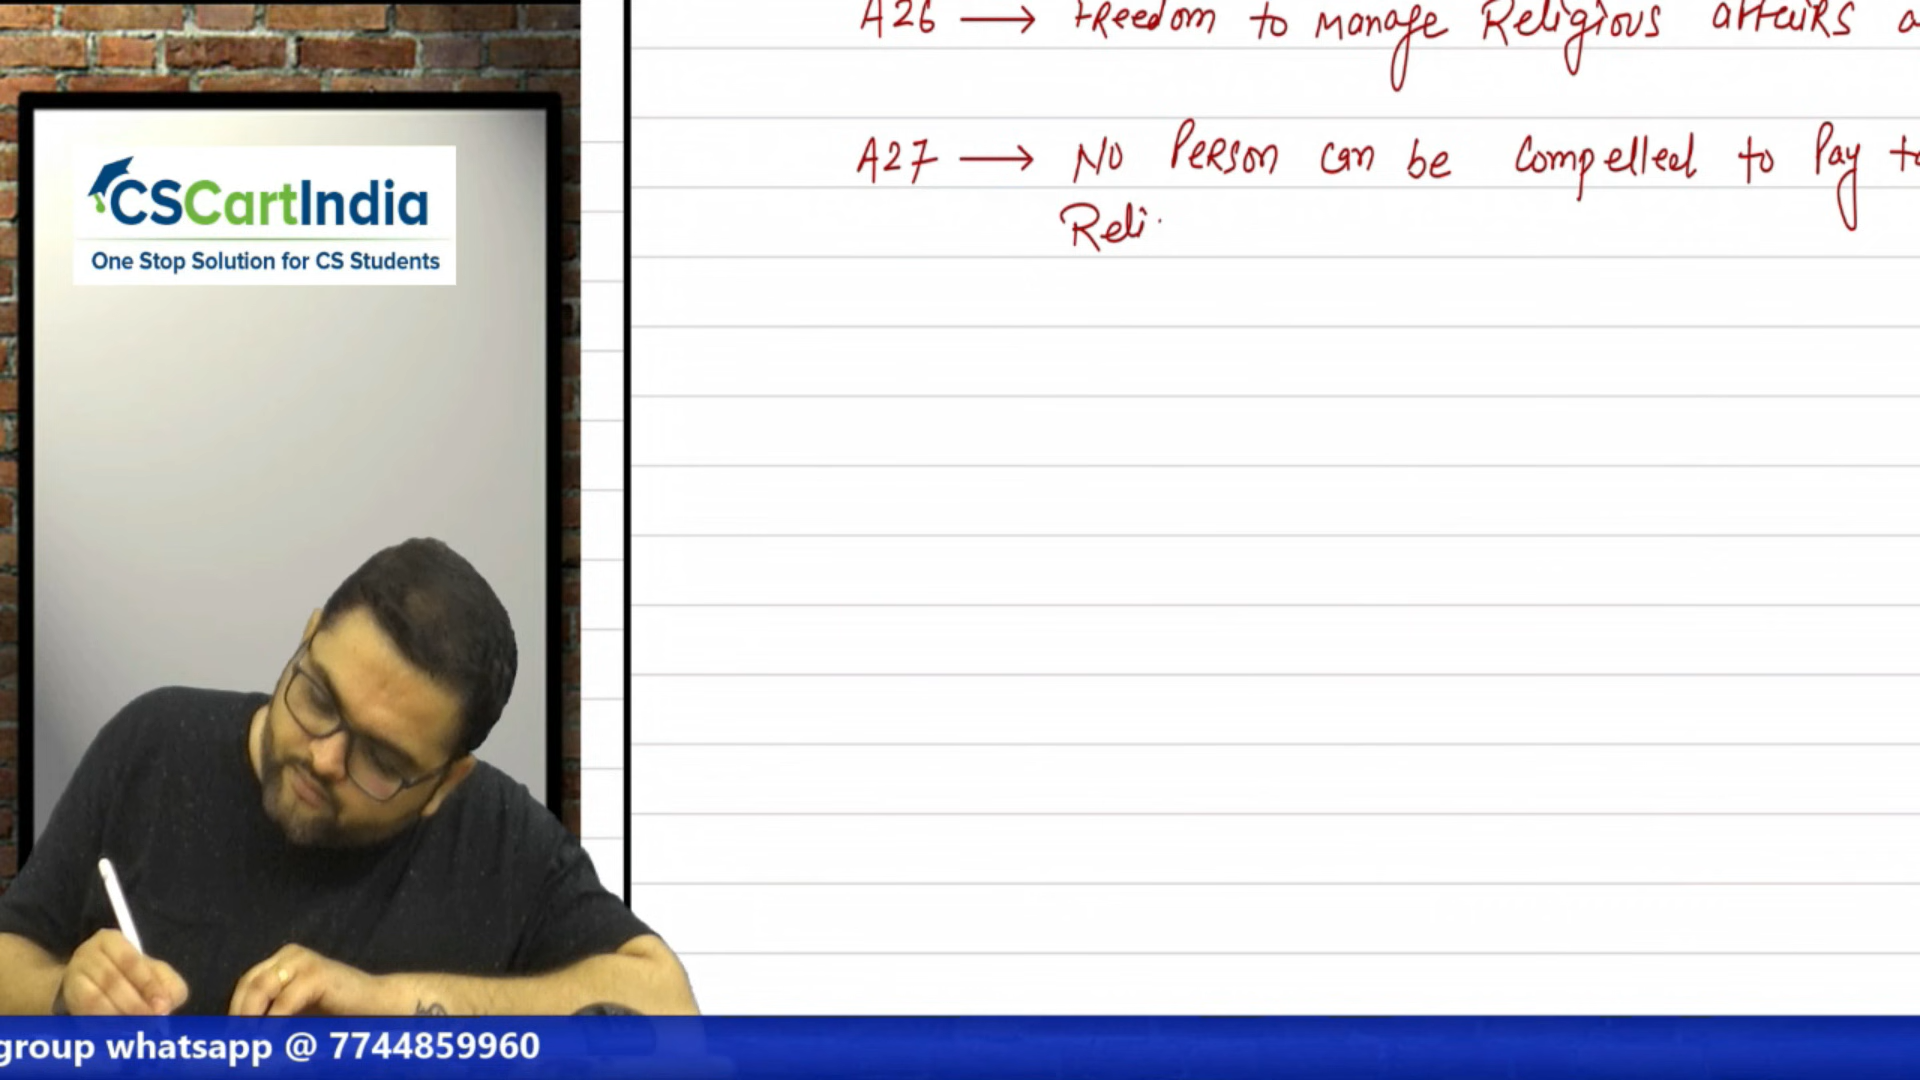 A26 → Freedom to manage Religious affairs
A27 → No Person can be Compelled to Pay
Reli
CSCartIndia
One Stop Solution for CS Students
group whatsapp @ 7744859960